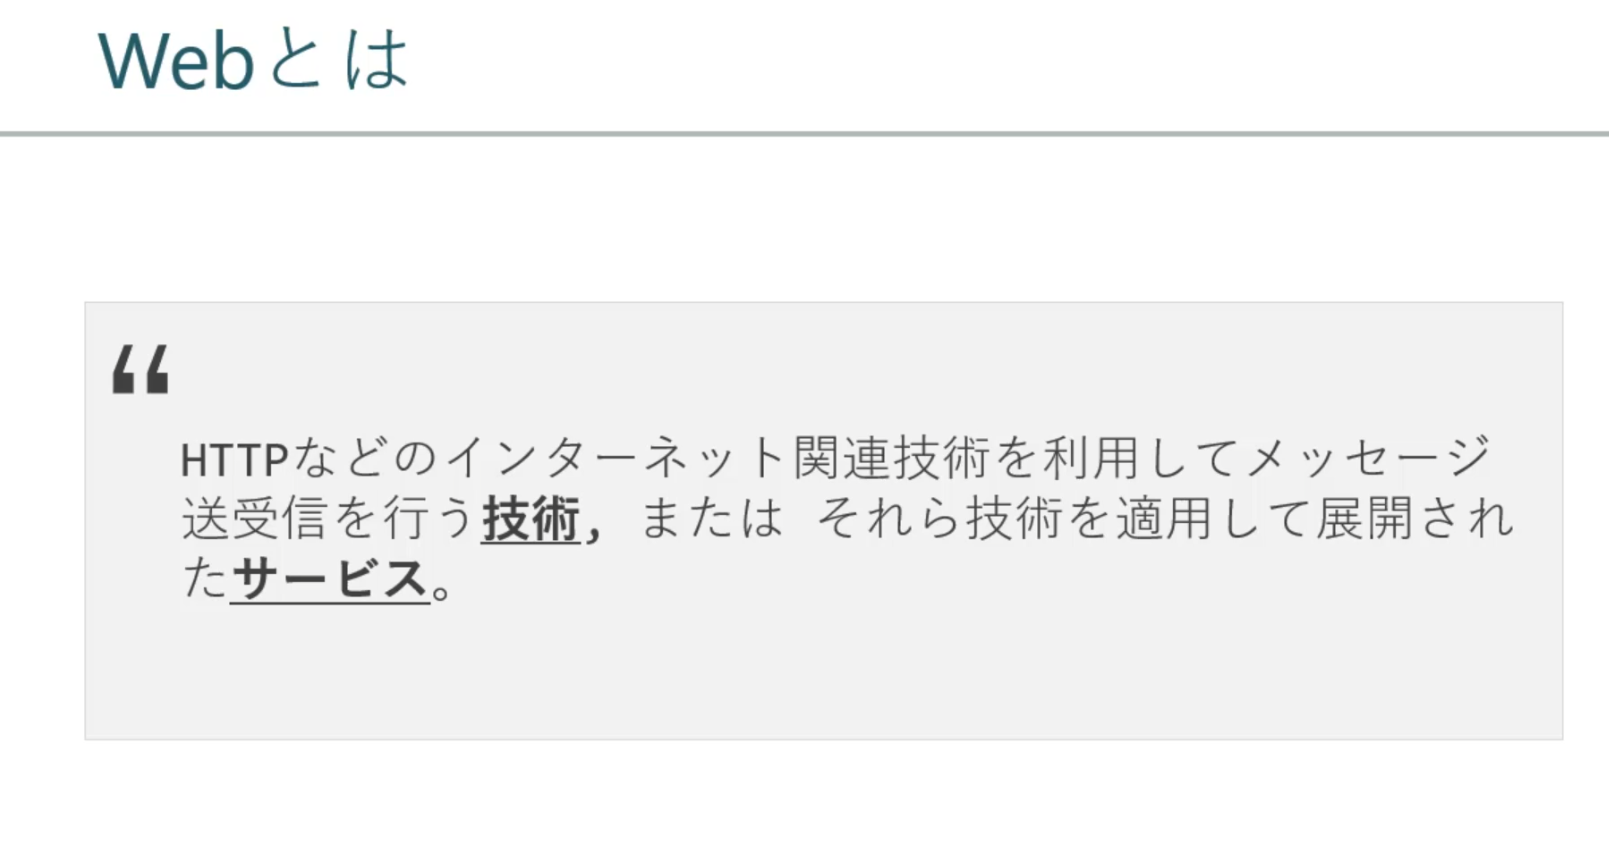 Webとは
“
HTTPなどのインターネット関連技術を利用してメッセージ
送受信を行う技術, または それら技術を適用して展開され
たサービス。